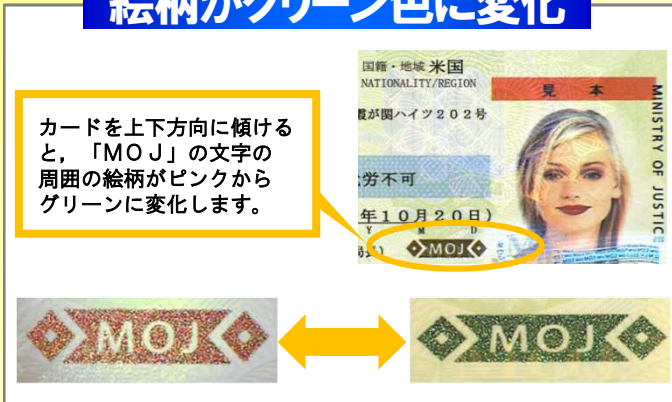 絵柄がグリーン色に変化
国籍・地域 米国
NATIONALITY/REGION
見 本
MINISTRY OF JUSTICE
霞が関ハイツ202号
労不可
年10月20日)
Y M D
MOJ
カードを上下方向に傾ける
と,「MOJ」の文字の
周囲の絵柄がピンクから
グリーンに変化します。
MOJ
MOJ